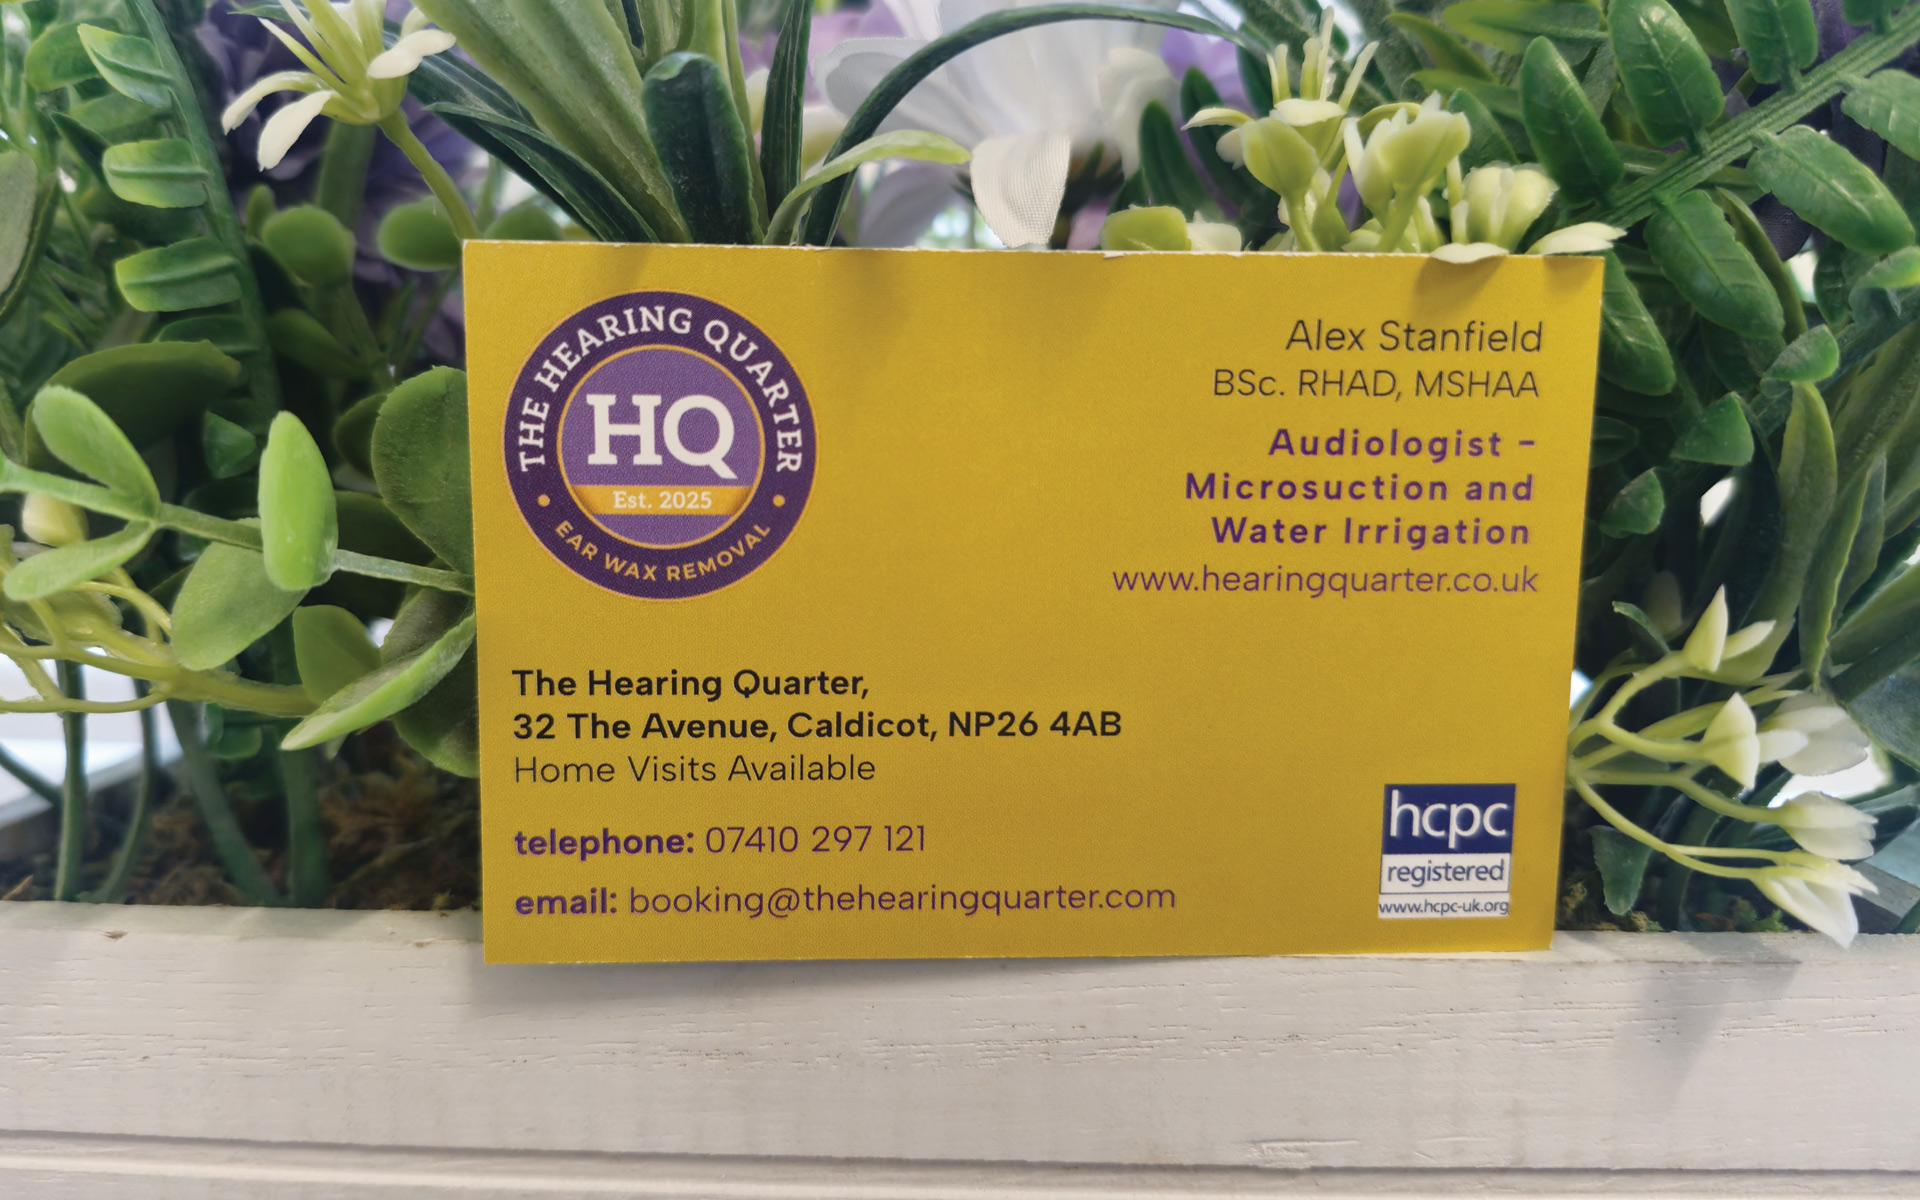 THE HEARING QUARTER
HQ
Est. 2025
EAR WAX REMOVAL
Alex Stanfield
BSc. RHAD, MSHAA
Audiologist –
Microsuction and
Water Irrigation
www.hearingquarter.co.uk
The Hearing Quarter,
32 The Avenue, Caldicot, NP26 4AB
Home Visits Available
telephone: 07410 297 121
email: booking@thehearingquarter.com
hcpc
registered
www.hcpc-uk.org